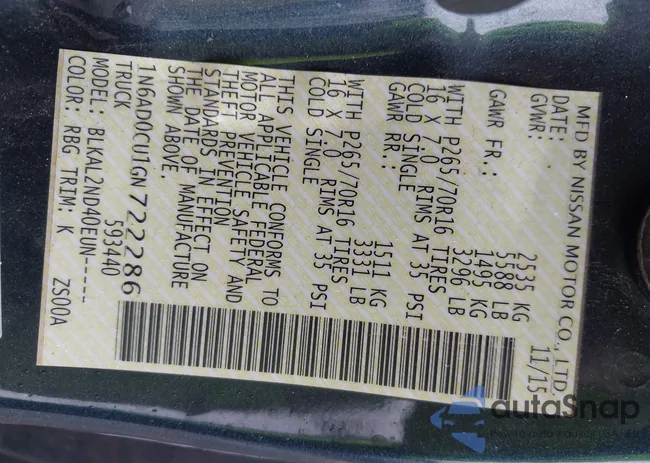 MFD BY NISSAN MOTOR CO., LTD.
DATE: 11/15
GVWR: 2535 KG
5588 LB
GAWR FR: 1495 KG
3296 LB
WITH P265/70R16 TIRES
16 X 7.0 RIMS AT 35 PSI
COLD SINGLE
GAWR RR: 1511 KG
3331 LB
WITH P265/70R16 TIRES
16 X 7.0 RIMS AT 35 PSI
COLD SINGLE
THIS VEHICLE CONFORMS TO
ALL APPLICABLE FEDERAL
MOTOR VEHICLE SAFETY AND
THEFT PREVENTION
STANDARDS IN EFFECT ON
THE DATE OF MANUFACTURE
SHOWN ABOVE.
1N6AD0CU1GN722286
TRUCK 593440
MODEL: BLKAL2ND40EUN-----
COLOR: RBG TRIM: K Z500A
autoSnap